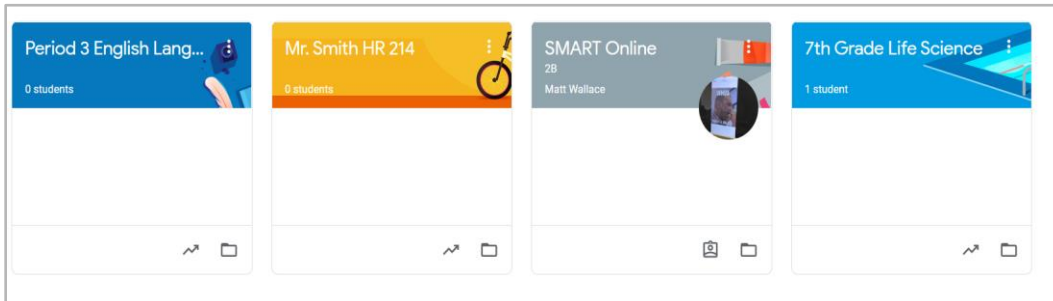 Period 3 English Lang...
0 students
Mr. Smith HR 214
0 students
SMART Online
2B
Matt Wallace
7th Grade Life Science
1 student